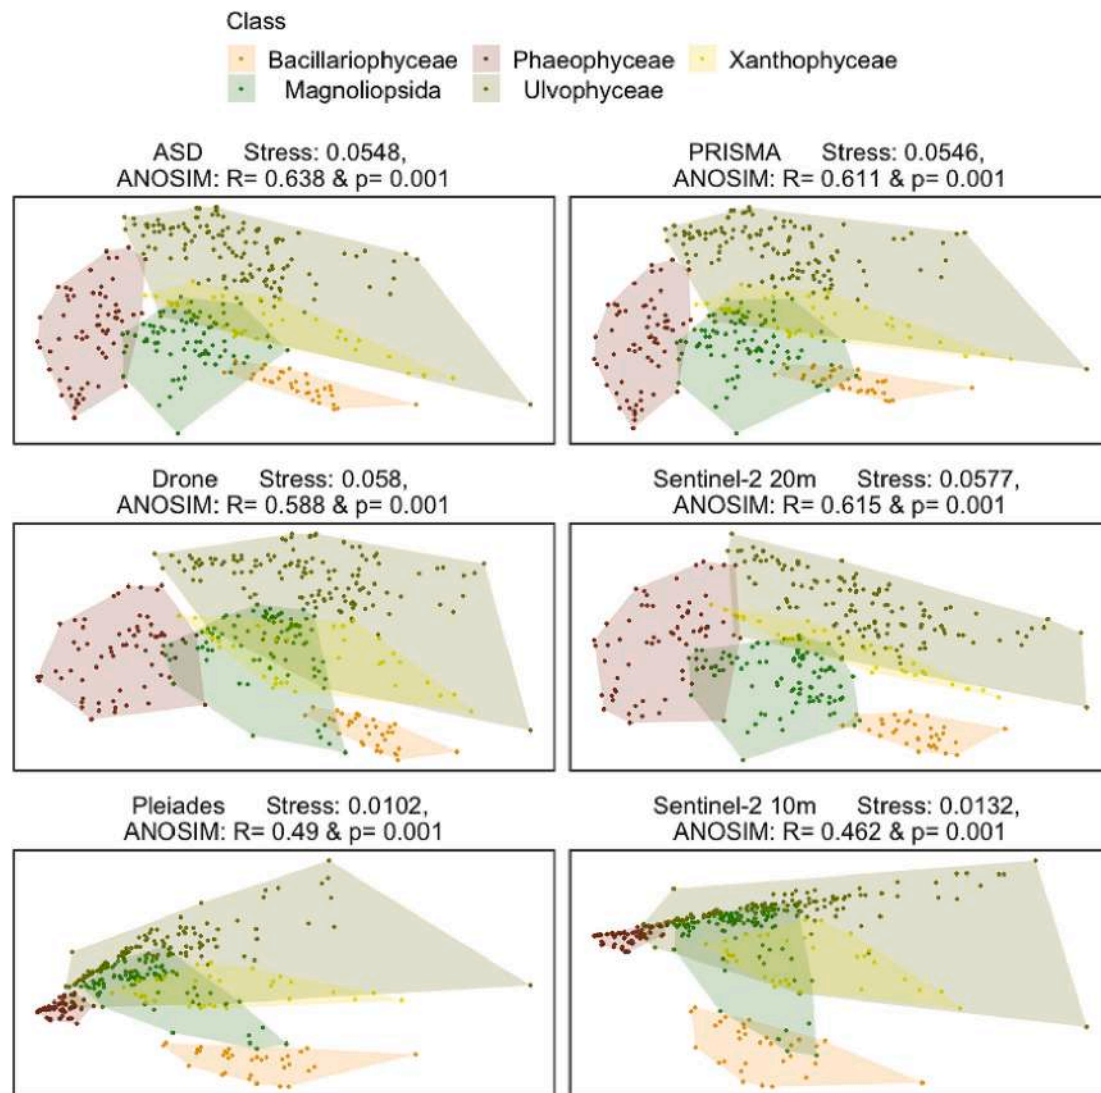 Class
Bacillariophyceae Phaeophyceae Xanthophyceae
Magnoliopsida Ulvophyceae
ASD Stress: 0.0548,
ANOSIM: R= 0.638 & p= 0.001
PRISMA Stress: 0.0546,
ANOSIM: R= 0.611 & p= 0.001
Drone Stress: 0.058,
ANOSIM: R= 0.588 & p= 0.001
Sentinel-2 20m Stress: 0.0577,
ANOSIM: R= 0.615 & p= 0.001
Pleiades Stress: 0.0102,
ANOSIM: R= 0.49 & p= 0.001
Sentinel-2 10m Stress: 0.0132,
ANOSIM: R= 0.462 & p= 0.001